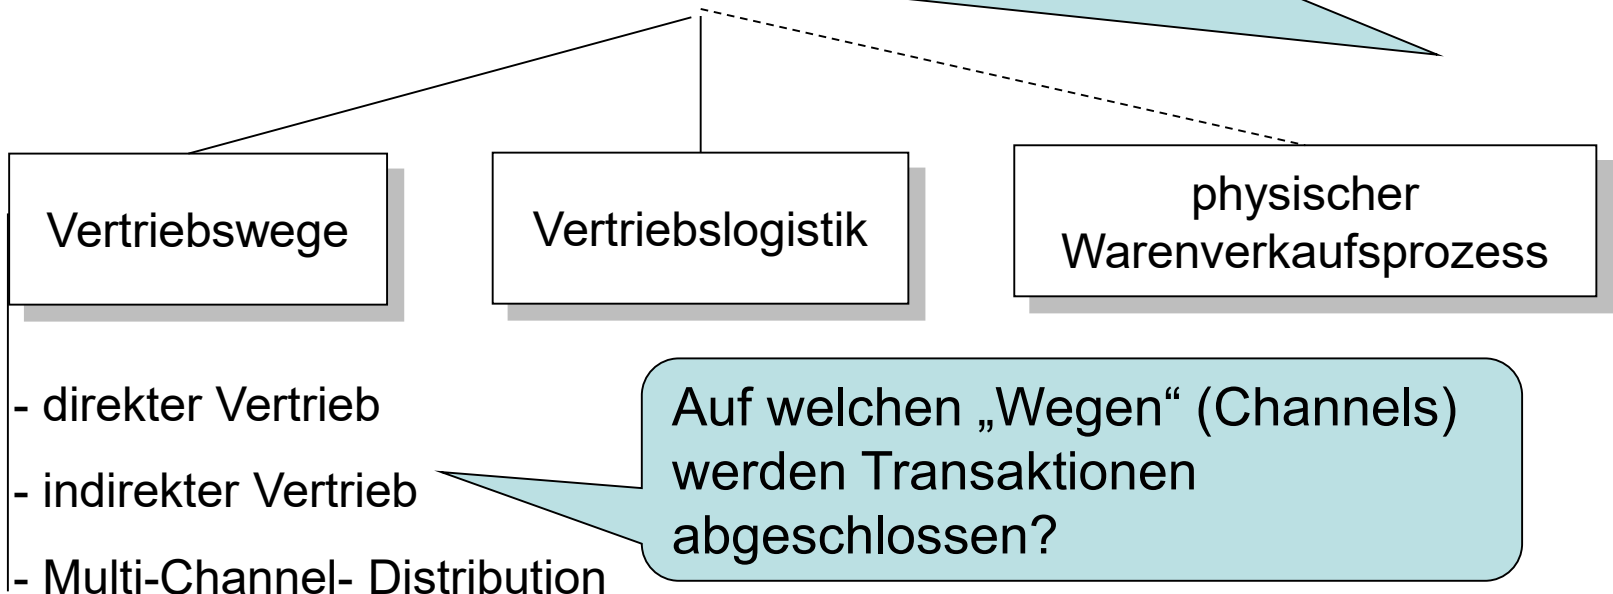 Vertriebswege
Vertriebslogistik
physischer
Warenverkaufsprozess
- direkter Vertrieb
- indirekter Vertrieb
- Multi-Channel- Distribution
Auf welchen „Wegen“ (Channels)
werden Transaktionen
abgeschlossen?